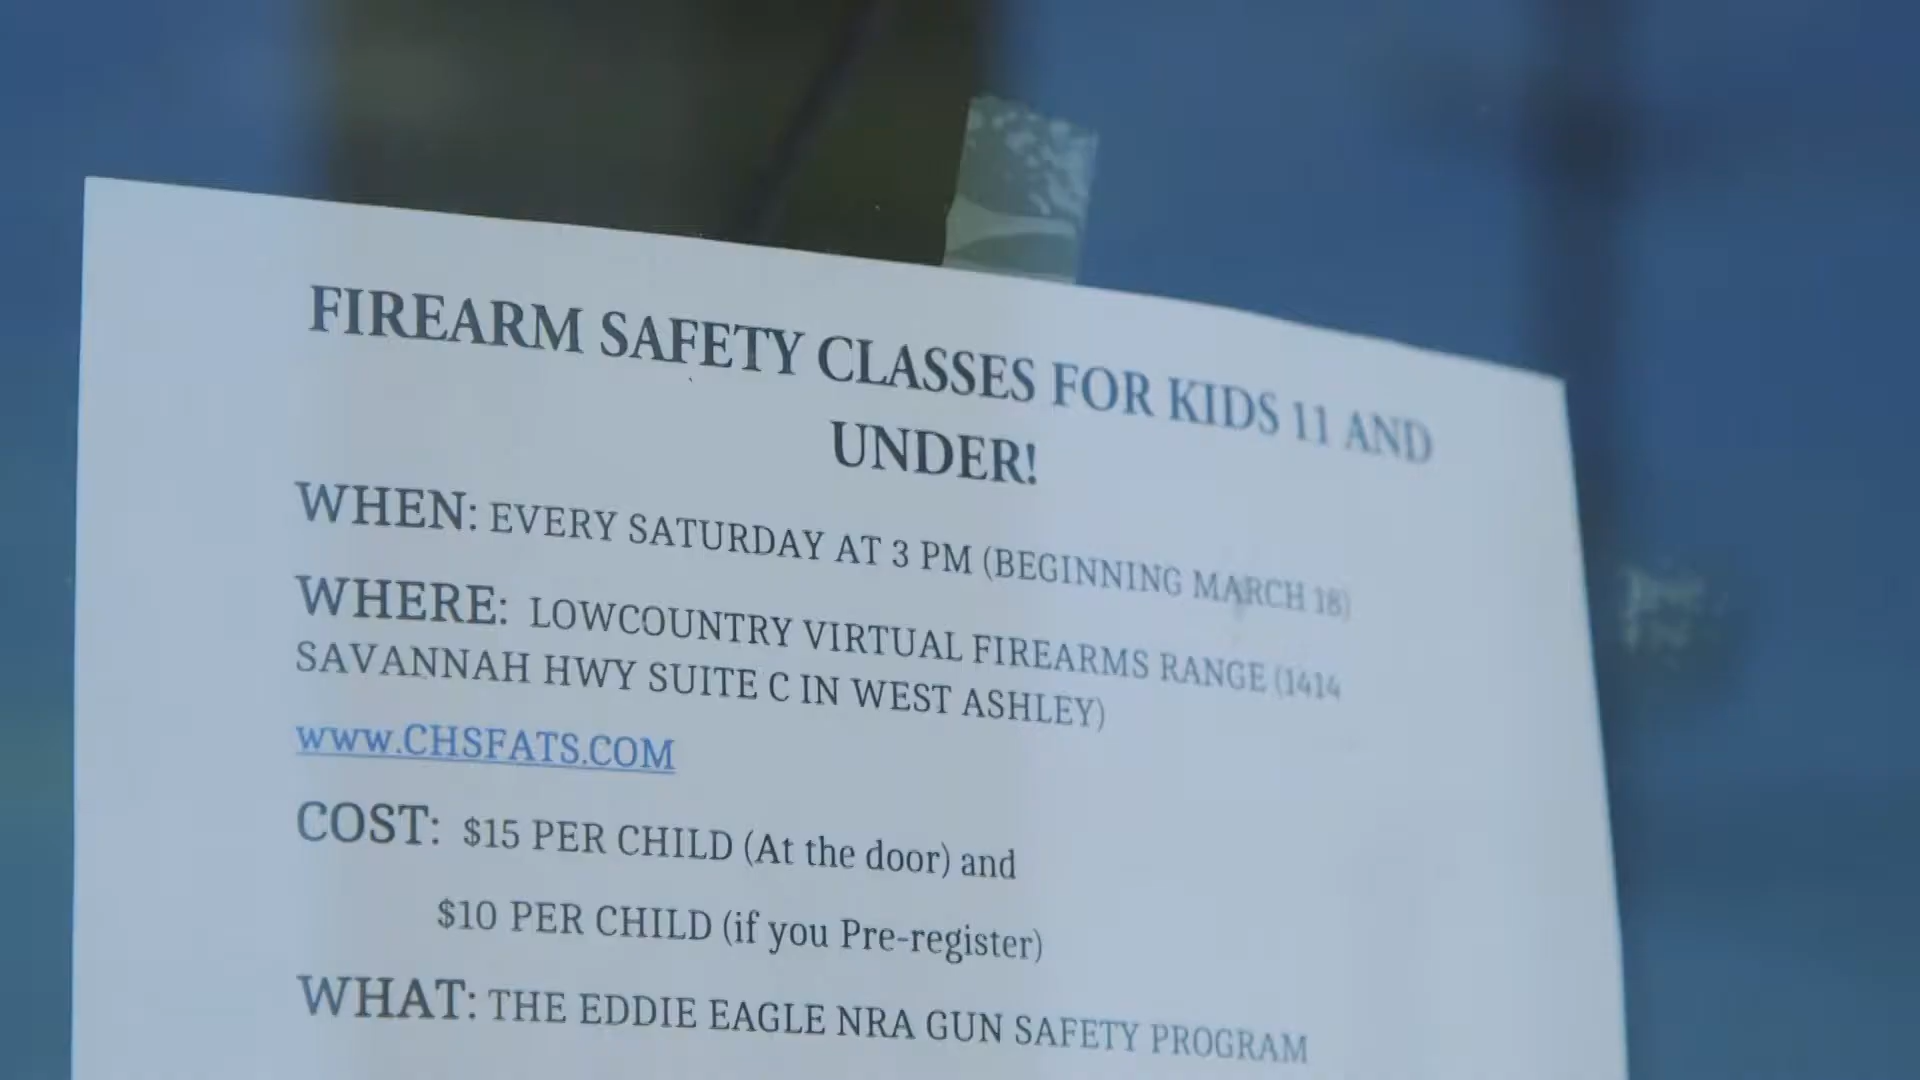 FIREARM SAFETY CLASSES FOR KIDS 11 AND
UNDER!
WHEN: EVERY SATURDAY AT 3 PM (BEGINNING MARCH 18)
WHERE: LOWCOUNTRY VIRTUAL FIREARMS RANGE (1414
SAVANNAH HWY SUITE C IN WEST ASHLEY)
www.CHSFATS.COM
COST: $15 PER CHILD (At the door) and
$10 PER CHILD (if you Pre-register)
WHAT: THE EDDIE EAGLE NRA GUN SAFETY PROGRAM